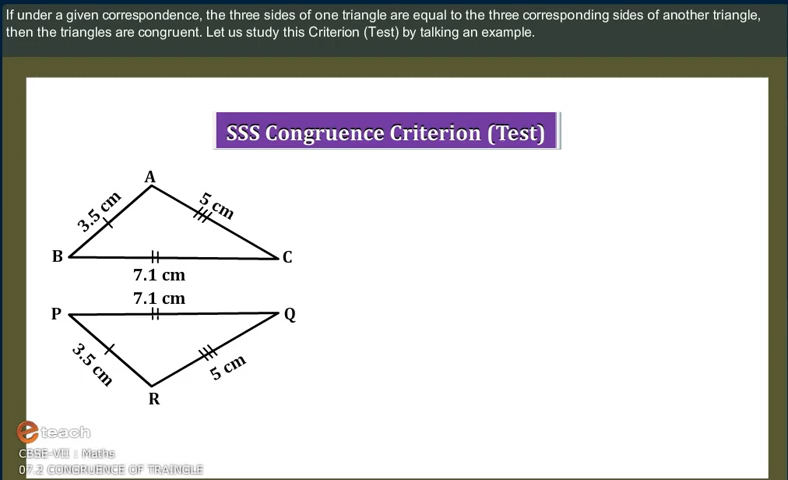 If under a given correspondence, the three sides of one triangle are equal to the three corresponding sides of another triangle,
then the triangles are congruent. Let us study this Criterion (Test) by talking an example.
SSS Congruence Criterion (Test)
A
3.5 cm
5 cm
B
C
7.1 cm
7.1 cm
P
Q
3.5 cm
5 cm
R
e teach
CBSE-VII : Maths
07.2 CONGRUENCE OF TRAINGLE